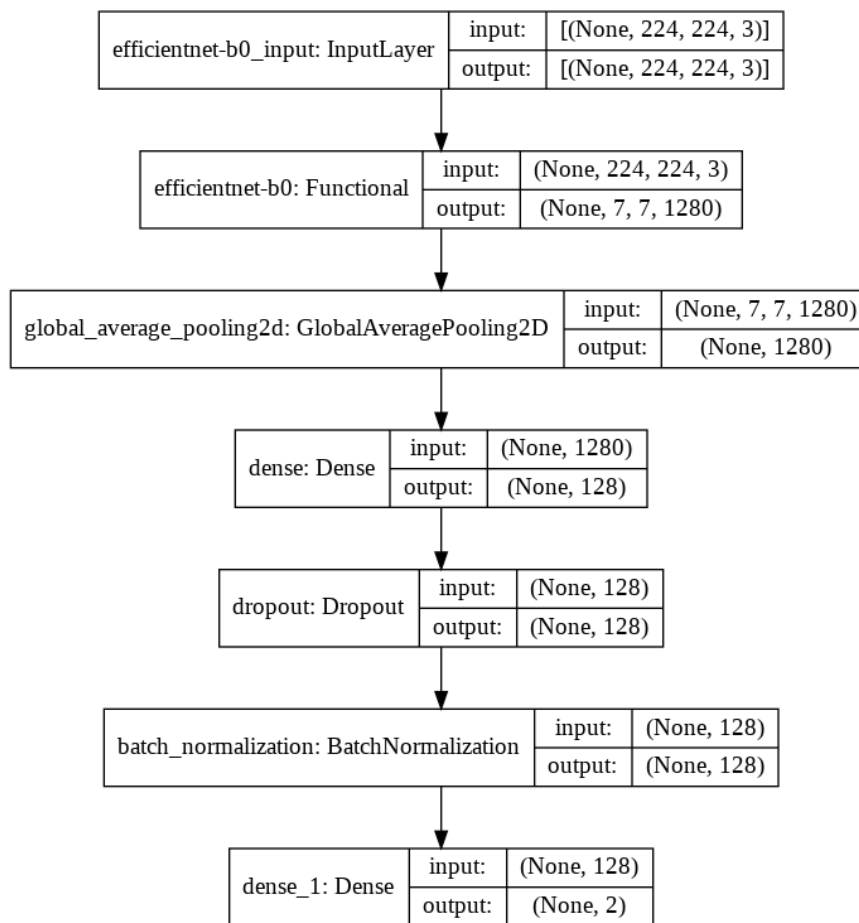 efficientnet-b0_input: InputLayer
input: [(None, 224, 224, 3)]
output: [(None, 224, 224, 3)]
efficientnet-b0: Functional
input: (None, 224, 224, 3)
output: (None, 7, 7, 1280)
global_average_pooling2d: GlobalAveragePooling2D
input: (None, 7, 7, 1280)
output: (None, 1280)
dense: Dense
input: (None, 1280)
output: (None, 128)
dropout: Dropout
input: (None, 128)
output: (None, 128)
batch_normalization: BatchNormalization
input: (None, 128)
output: (None, 128)
dense_1: Dense
input: (None, 128)
output: (None, 2)